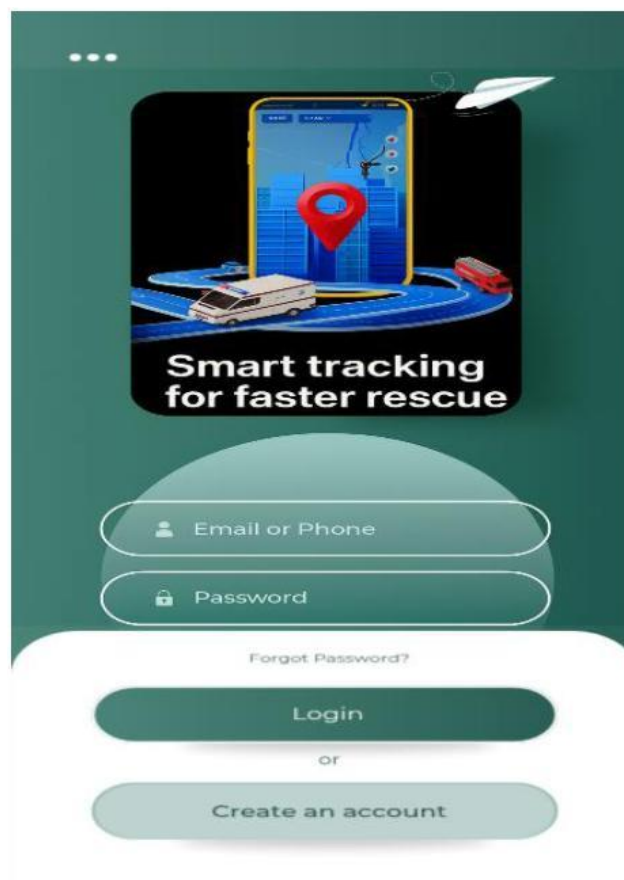 Smart tracking
for faster rescue
Email or Phone
Password
Forgot Password?
Login
or
Create an account